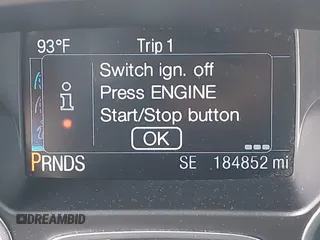 93°F Trip 1
Switch ign. off
Press ENGINE
Start/Stop button
OK
PRNDS SE 184852 mi
DREAMBID